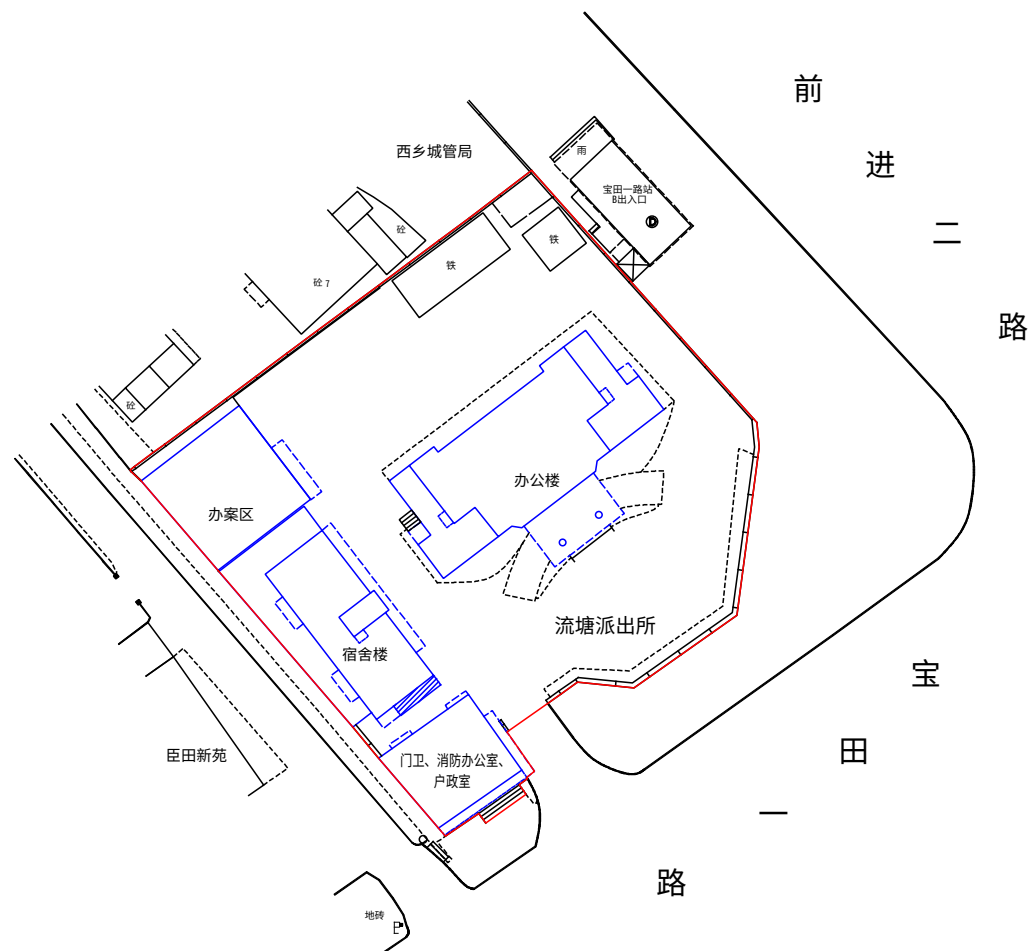 前
进
二
路
西乡城管局
雨
宝田一路站
B出入口
D
砼
铁
铁
砼 7
砼
办公楼
办案区
流塘派出所
宿舍楼
宝
田
一
路
臣田新苑
门卫、消防办公室、
户政室
地砖